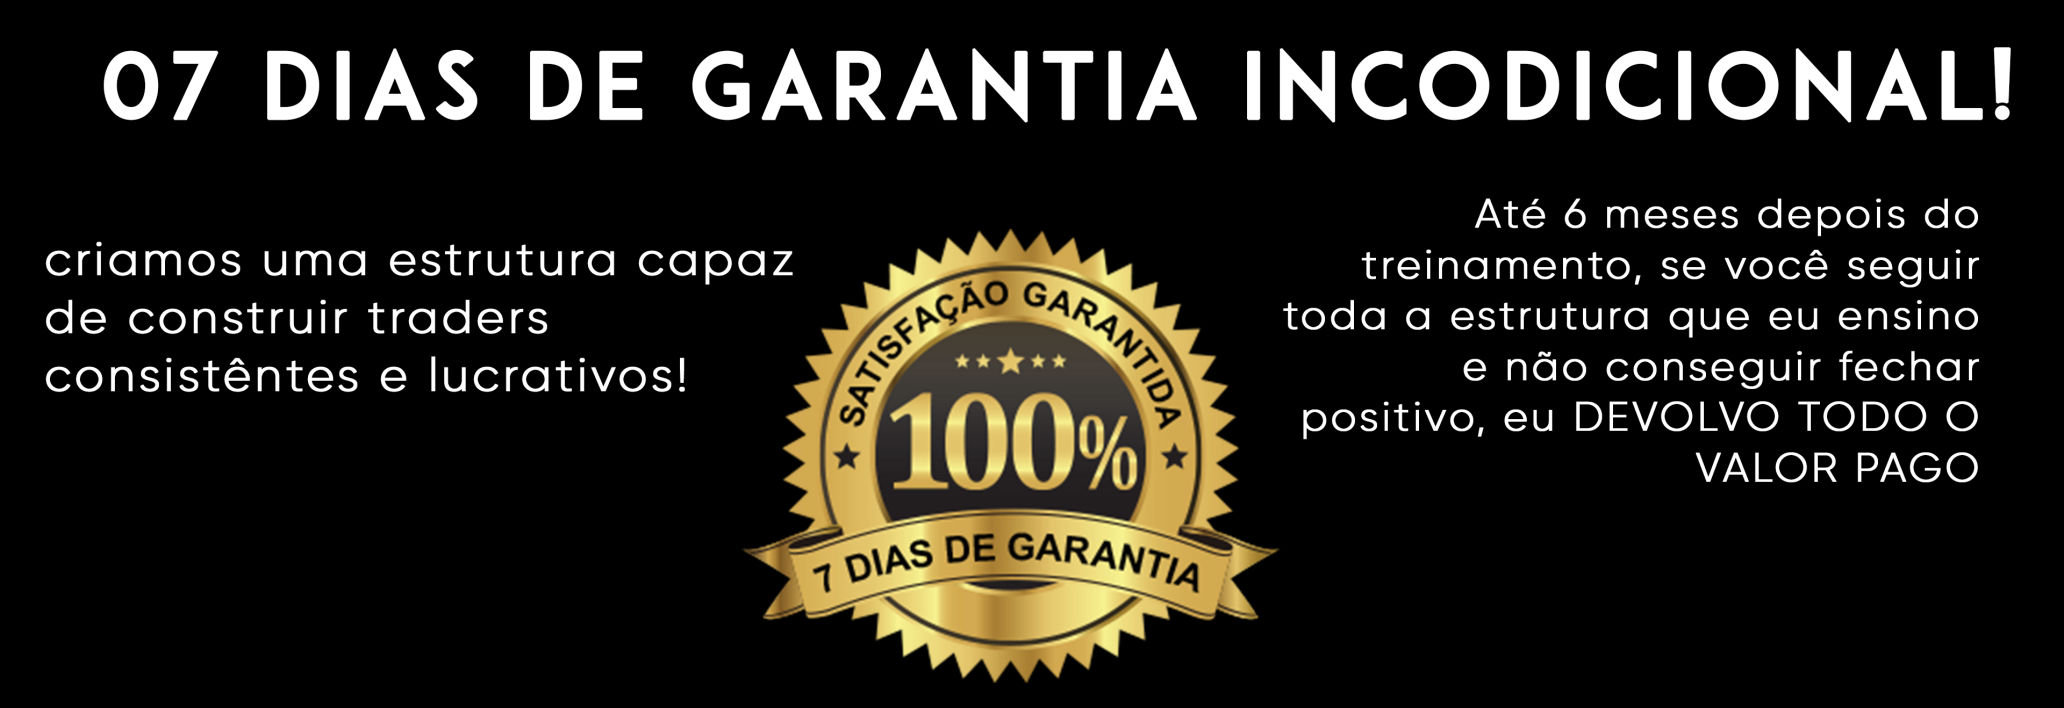 07 DIAS DE GARANTIA INCODICIONAL!
criamos uma estrutura capaz
de construir traders
consistêntes e lucrativos!
SATISFAÇÃO GARANTIDA
100%
7 DIAS DE GARANTIA
Até 6 meses depois do
treinamento, se você seguir
toda a estrutura que eu ensino
e não conseguir fechar
positivo, eu DEVOLVO TODO O
VALOR PAGO